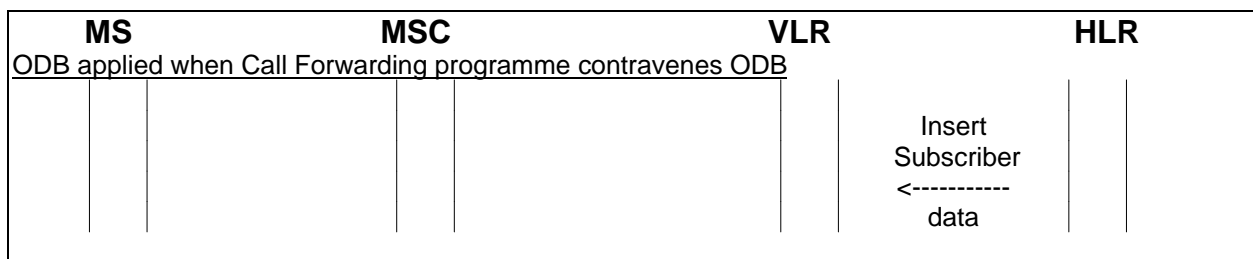 MS MSC VLR HLR
ODB applied when Call Forwarding programme contravenes ODB
Insert
Subscriber
<-----------
data